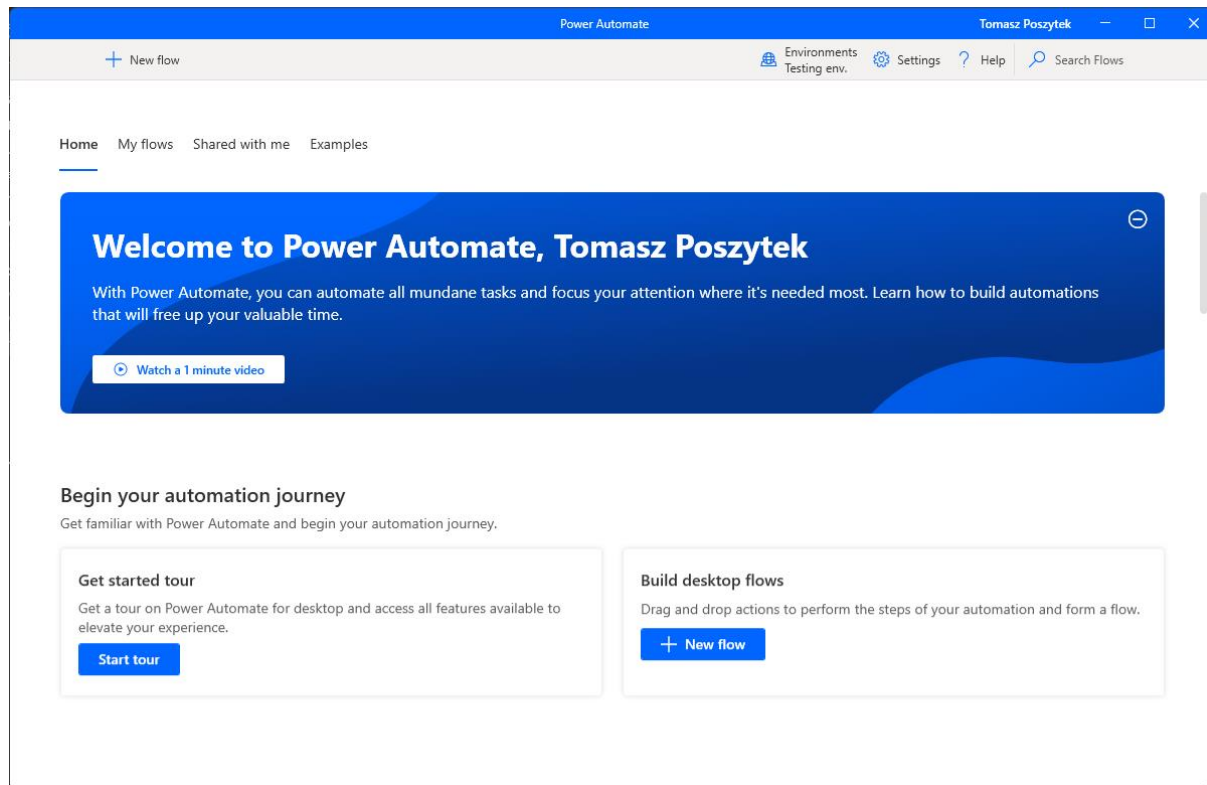 Power Automate
Tomasz Poszytek
New flow
Environments
Testing env.
Settings
? Help
Search Flows
Home My flows Shared with me Examples
Welcome to Power Automate, Tomasz Poszytek
With Power Automate, you can automate all mundane tasks and focus your attention where it's needed most. Learn how to build automations
that will free up your valuable time.
Watch a 1 minute video
Begin your automation journey
Get familiar with Power Automate and begin your automation journey.
Get started tour
Get a tour on Power Automate for desktop and access all features available to
elevate your experience.
Start tour
Build desktop flows
Drag and drop actions to perform the steps of your automation and form a flow.
New flow